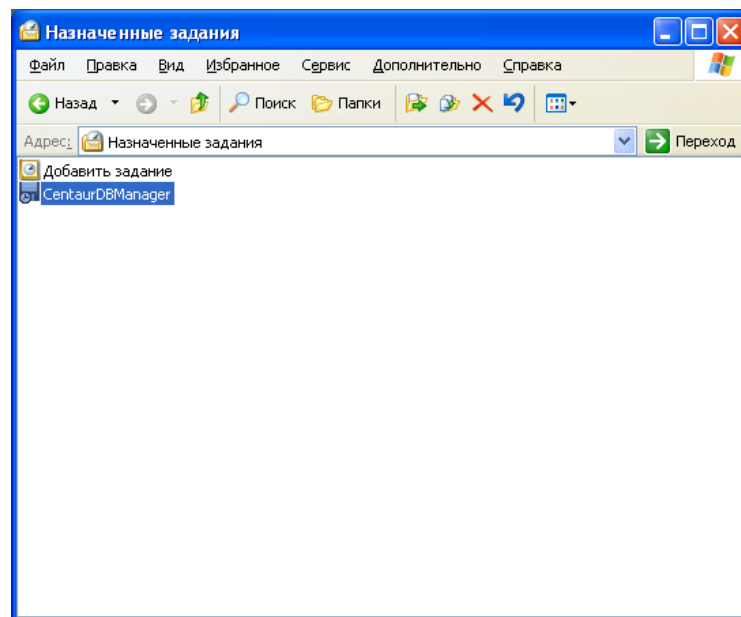 Назначенные задания
Файл Правка Вид Избранное Сервис Дополнительно Справка
Назад Поиск Папки
Адрес: Назначенные задания Переход
Добавить задание
CentaurDBManager